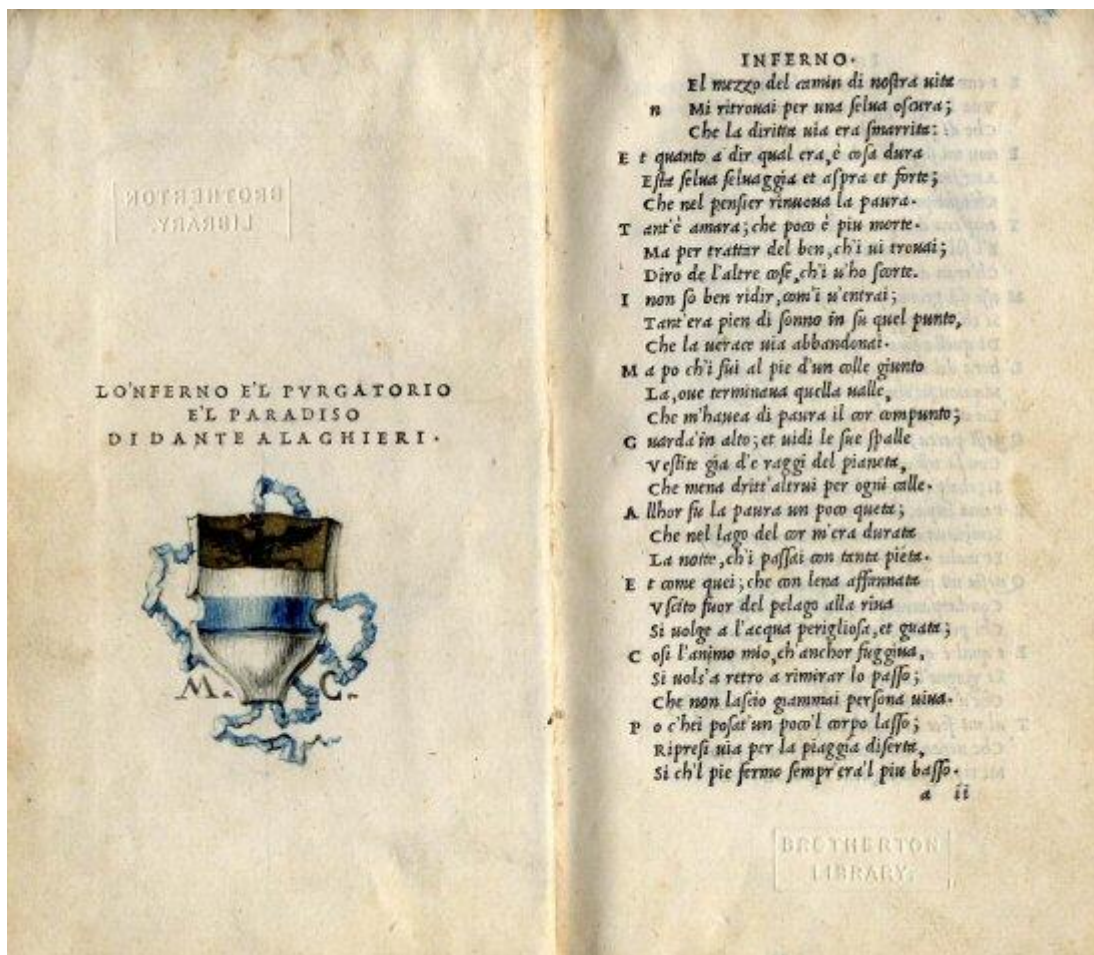 BROTHERTON
LIBRARY.
LO'NFERNO E'L PVRGATORIO
E'L PARADISO
DI DANTE ALAGHIERI.
M. C.
INFERNO.
El mezzo del camin di noſtra uita
n Mi ritrouai per una ſelua oſcura;
Che la diritta uia era ſmarrita:
E t quanto a dir qual era, è coſa dura
Eſta ſelua ſeluaggia et aſpra et forte;
Che nel penſier rinuoua la paura.
T ant'è amara; che poco è piu morte.
Ma per trattar del ben, ch'i ui trouai;
Diro de l'altre coſe, ch'i u'ho ſcorte.
I non ſo ben ridir, com'i u'entrai;
Tant'era pien di ſonno in ſu quel punto,
Che la uerace uia abbandonai.
M a po ch'i fui al pie d'un colle giunto
La, oue terminaua quella ualle,
Che m'hauea di paura il cor compunto;
G uarda'in alto; et uidi le ſue ſpalle
Veſtite gia d'e raggi del pianeta,
Che mena dritt'altrui per ogni calle.
A llhor fu la paura un poco queta;
Che nel lago del cor m'era durata
La notte, ch'i paſſai con tanta pieta.
E t come quei; che con lena affannata
Vſcito fuor del pelago alla riua
Si uolge a l'acqua periglioſa, et guata;
C oſi l'animo mio, ch'anchor fuggiua,
Si uolſ'a retro a rimirar lo paſſo;
Che non laſcio giammai perſona uiua.
P o c'hei poſat'un poco'l corpo laſſo;
Ripreſi uia per la piaggia diſerta,
Si ch'l pie fermo ſempr'era'l piu baſſo.
a ii
BROTHERTON
LIBRARY.